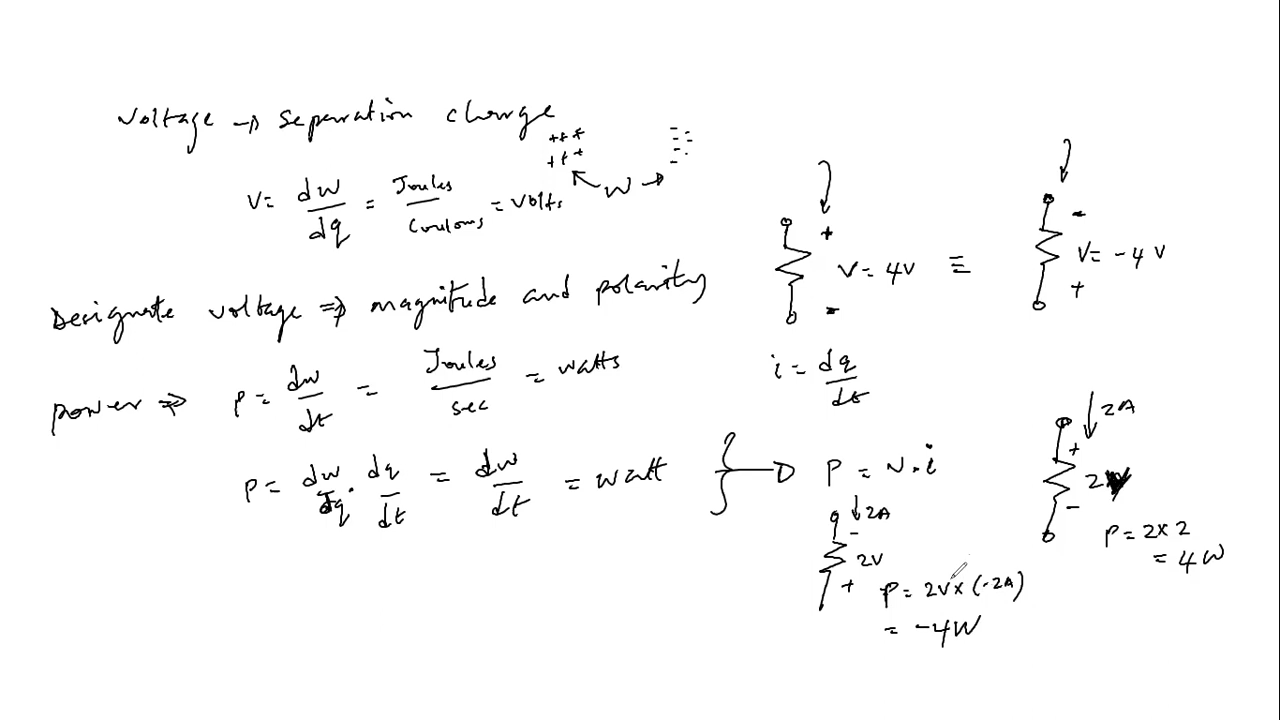 Voltage → separation charge
+++
+++
V = dw/dq = Joules/Couloms = volts
W
+
V = 4V
-
≡
-
V = -4 V
+
Designate voltage ⇒ magnitude and polarity
power ⇒ P = dw/dt = Joules/sec = watts
i = dq/dt
P = dw/dq . dq/dt = dw/dt = watt
P = V . i
2A
-
2V
+
P = 2V x (-2A)
= -4W
2A
+
2V
-
P = 2 x 2
= 4W